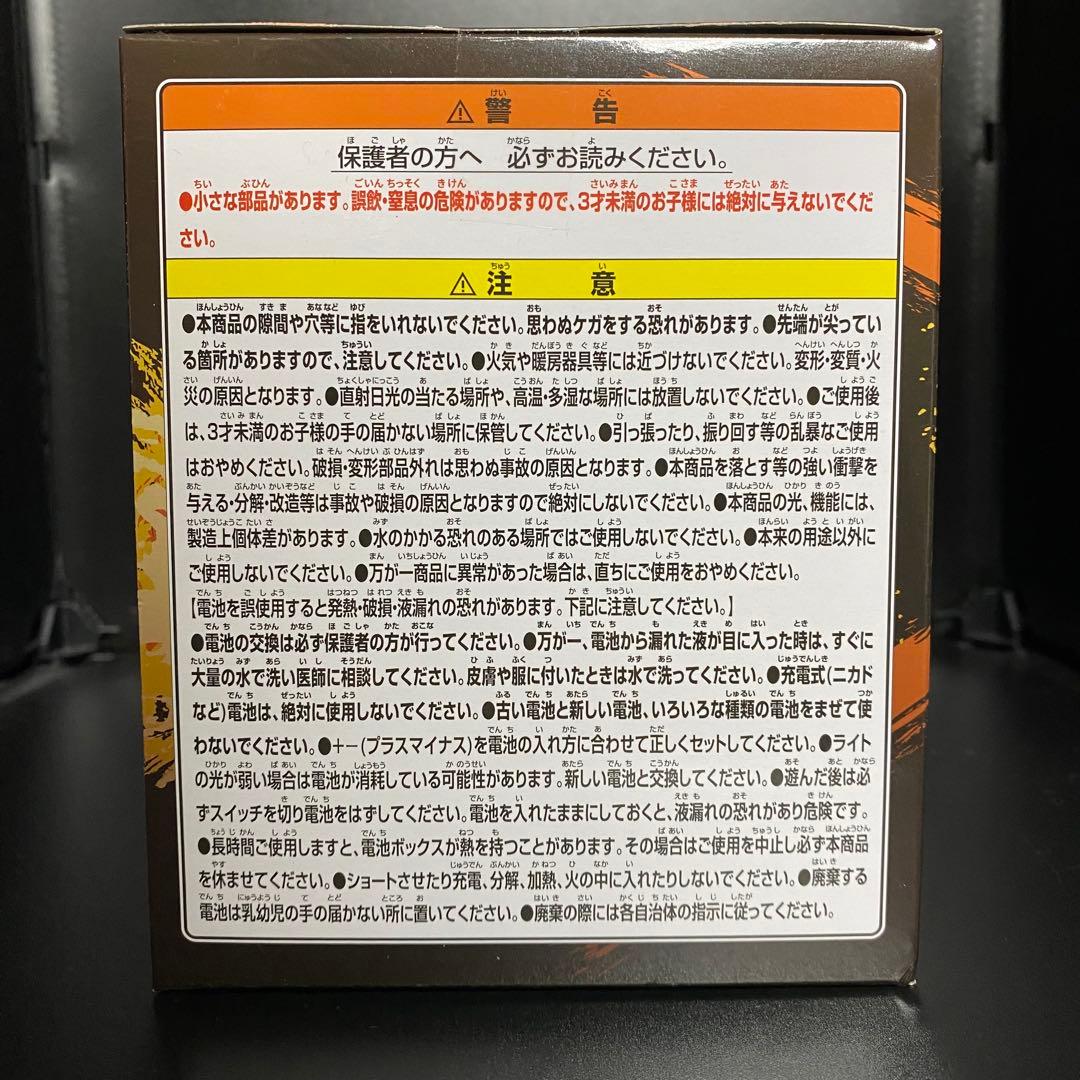 ⚠警告
保護者の方へ 必ずお読みください。
●小さな部品があります。誤飲・窒息の危険がありますので、3才未満のお子様には絶対に与えないでくだ
さい。
⚠注意
●本商品の隙間や穴等に指をいれないでください。思わぬケガをする恐れがあります。●先端が尖ってい
る箇所がありますので、注意してください。●火気や暖房器具等には近づけないでください。変形・変質・火
災の原因となります。●直射日光の当たる場所や、高温・多湿な場所には放置しないでください。●ご使用後
は、3才未満のお子様の手の届かない場所に保管してください。●引っ張ったり、振り回す等の乱暴なご使用
はおやめください。破損・変形部品外れは思わぬ事故の原因となります。●本商品を落とす等の強い衝撃を
与える・分解・改造等は事故や破損の原因となりますので絶対にしないでください。●本商品の光、機能には、
製造上個体差があります。●水のかかる恐れのある場所ではご使用しないでください。●本来の用途以外に
ご使用しないでください。●万が一商品に異常があった場合は、直ちにご使用をおやめください。
【電池を誤使用すると発熱・破損・液漏れの恐れがあります。下記に注意してください。】
●電池の交換は必ず保護者の方が行ってください。●万が一、電池から漏れた液が目に入った時は、すぐに
大量の水で洗い医師に相談してください。皮膚や服に付いたときは水で洗ってください。●充電式(ニカド
など)電池は、絶対に使用しないでください。●古い電池と新しい電池、いろいろな種類の電池をまぜて使
わないでください。●+−(プラスマイナス)を電池の入れ方に合わせて正しくセットしてください。●ライト
の光が弱い場合は電池が消耗している可能性があります。新しい電池と交換してください。●遊んだ後は必
ずスイッチを切り電池をはずしてください。電池を入れたままにしておくと、液漏れの恐れがあり危険です。
●長時間ご使用しますと、電池ボックスが熱を持つことがあります。その場合はご使用を中止し必ず本商品
を休ませてください。●ショートさせたり充電、分解、加熱、火の中に入れたりしないでください。●廃棄する
電池は乳幼児の手の届かない所に置いてください。●廃棄の際には各自治体の指示に従ってください。